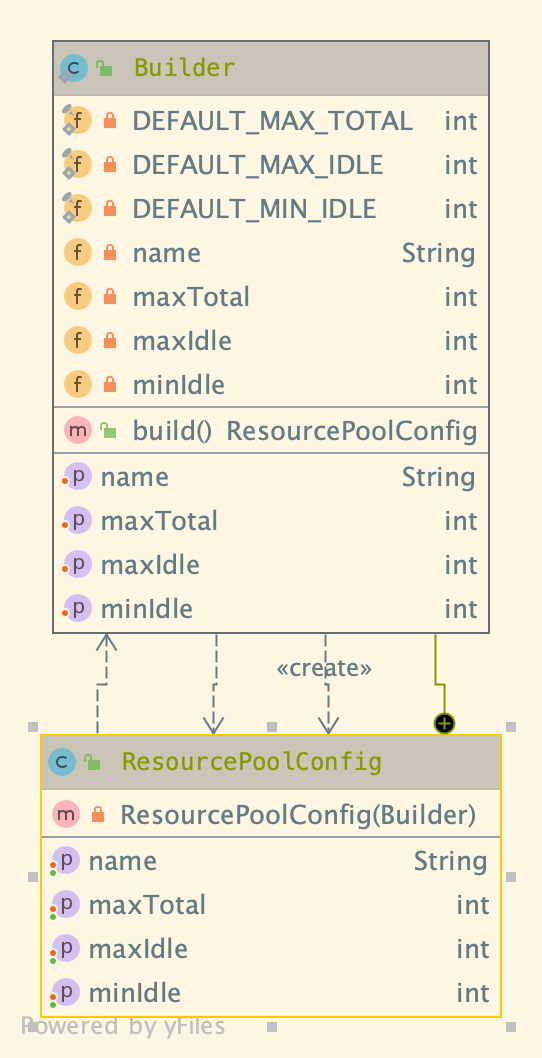 Builder
DEFAULT_MAX_TOTAL int
DEFAULT_MAX_IDLE int
DEFAULT_MIN_IDLE int
name String
maxTotal int
maxIdle int
minIdle int
build() ResourcePoolConfig
name String
maxTotal int
maxIdle int
minIdle int
«create»
ResourcePoolConfig
ResourcePoolConfig(Builder)
name String
maxTotal int
maxIdle int
minIdle int
Powered by yFiles